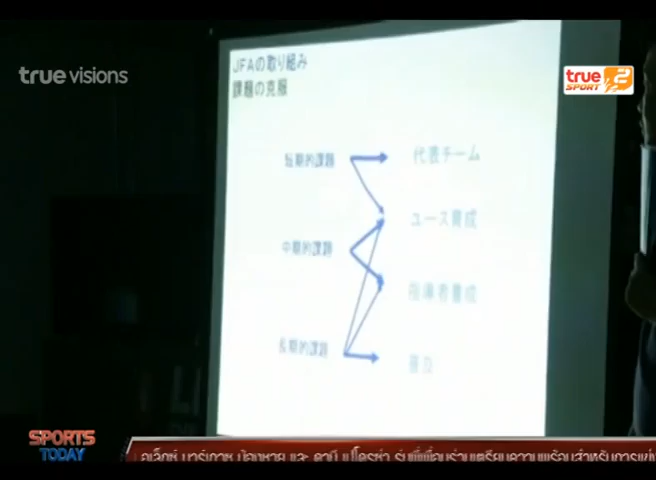 true visions
true 2
SPORT
JFAの取り組み
課題の克服
短期的課題
代表チーム
ユース育成
中期的課題
指導者養成
長期的課題
普及
SPORTS
TODAY